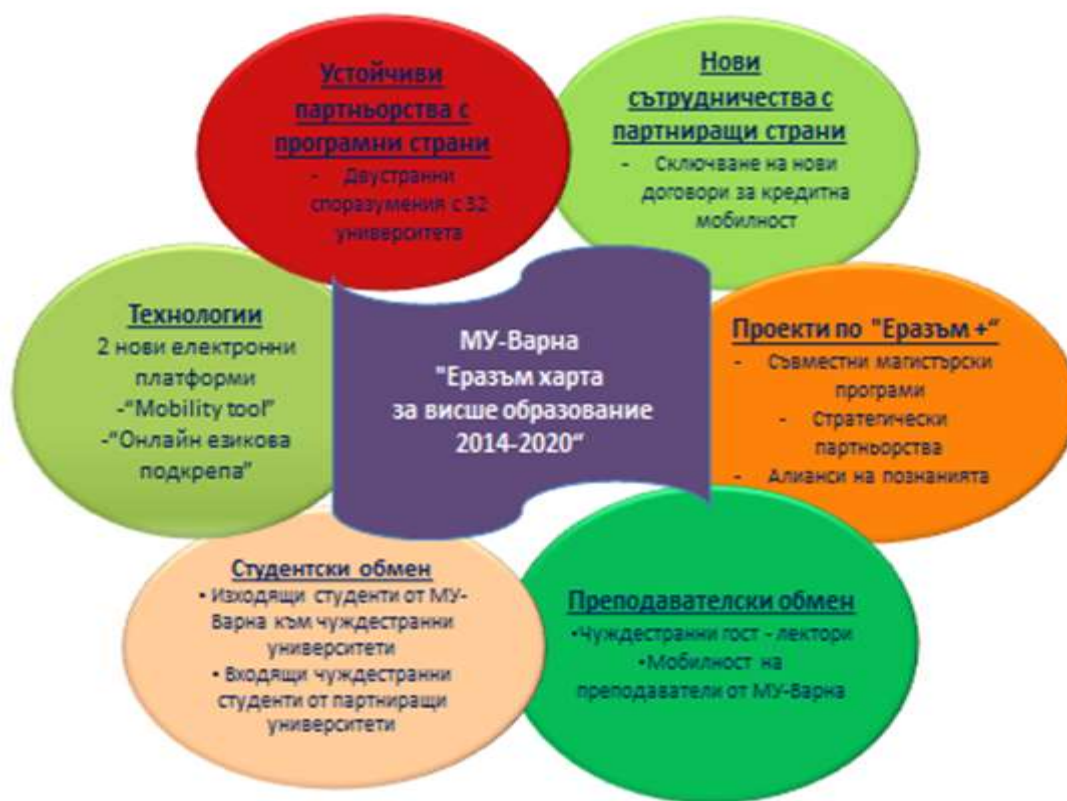 Устойчиви
партньорства с
програмни страни
- Двустранни
споразумения с 32
университета
Нови
сътрудничества с
партниращи страни
- Сключване на нови
договори за кредитна
мобилност
Технологии
2 нови електронни
платформи
-“Mobility tool”
-“Онлайн езикова
подкрепа”
МУ-Варна
"Еразъм харта
за висше образование
2014-2020“
Проекти по "Еразъм +“
- Съвместни магистърски
програми
- Стратегически
партньорства
- Алианси на познанията
Студентски обмен
• Изходящи студенти от МУ-
Варна към чуждестранни
университети
• Входящи чуждестранни
студенти от партниращи
университети
Преподавателски обмен
•Чуждестранни гост - лектори
•Мобилност на
преподаватели от МУ-Варна